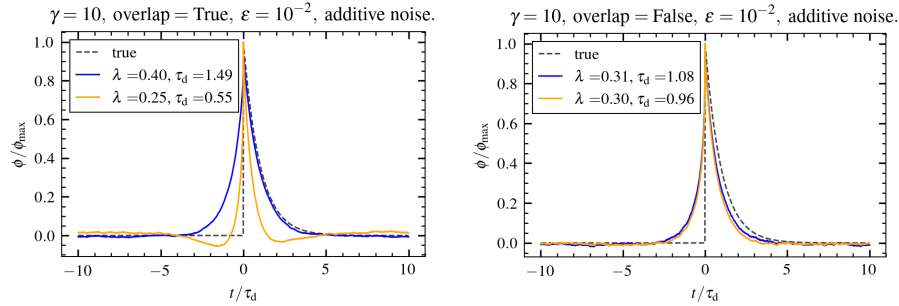 γ = 10, overlap = True, ε = 10⁻², additive noise.
true
λ =0.40, τd =1.49
λ =0.25, τd =0.55
ϕ/ϕmax
1.0
0.8
0.6
0.4
0.2
0.0
−10 −5 0 5 10
t/τd
γ = 10, overlap = False, ε = 10⁻², additive noise.
true
λ =0.31, τd =1.08
λ =0.30, τd =0.96
ϕ/ϕmax
1.0
0.8
0.6
0.4
0.2
0.0
−10 −5 0 5 10
t/τd